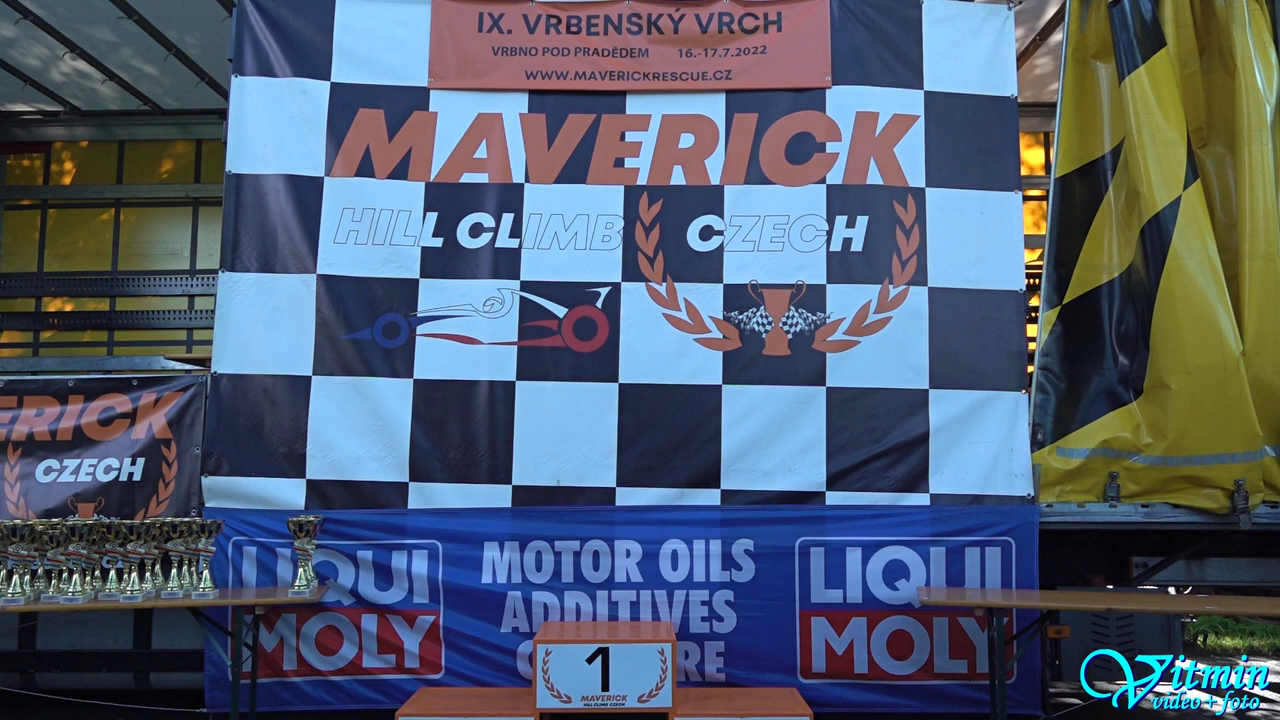 IX. VRBENSKÝ VRCH
VRBNO POD PRADĚDEM 16.-17.7.2022
WWW.MAVERICKRESCUE.CZ
MAVERICK
HILL CLIMB CZECH
ERICK
CZECH
LIQUI MOLY
MOTOR OILS
ADDITIVES
LIQUI MOLY
1
MAVERICK
HILL CLIMB CZECH
Vitmin
video+foto